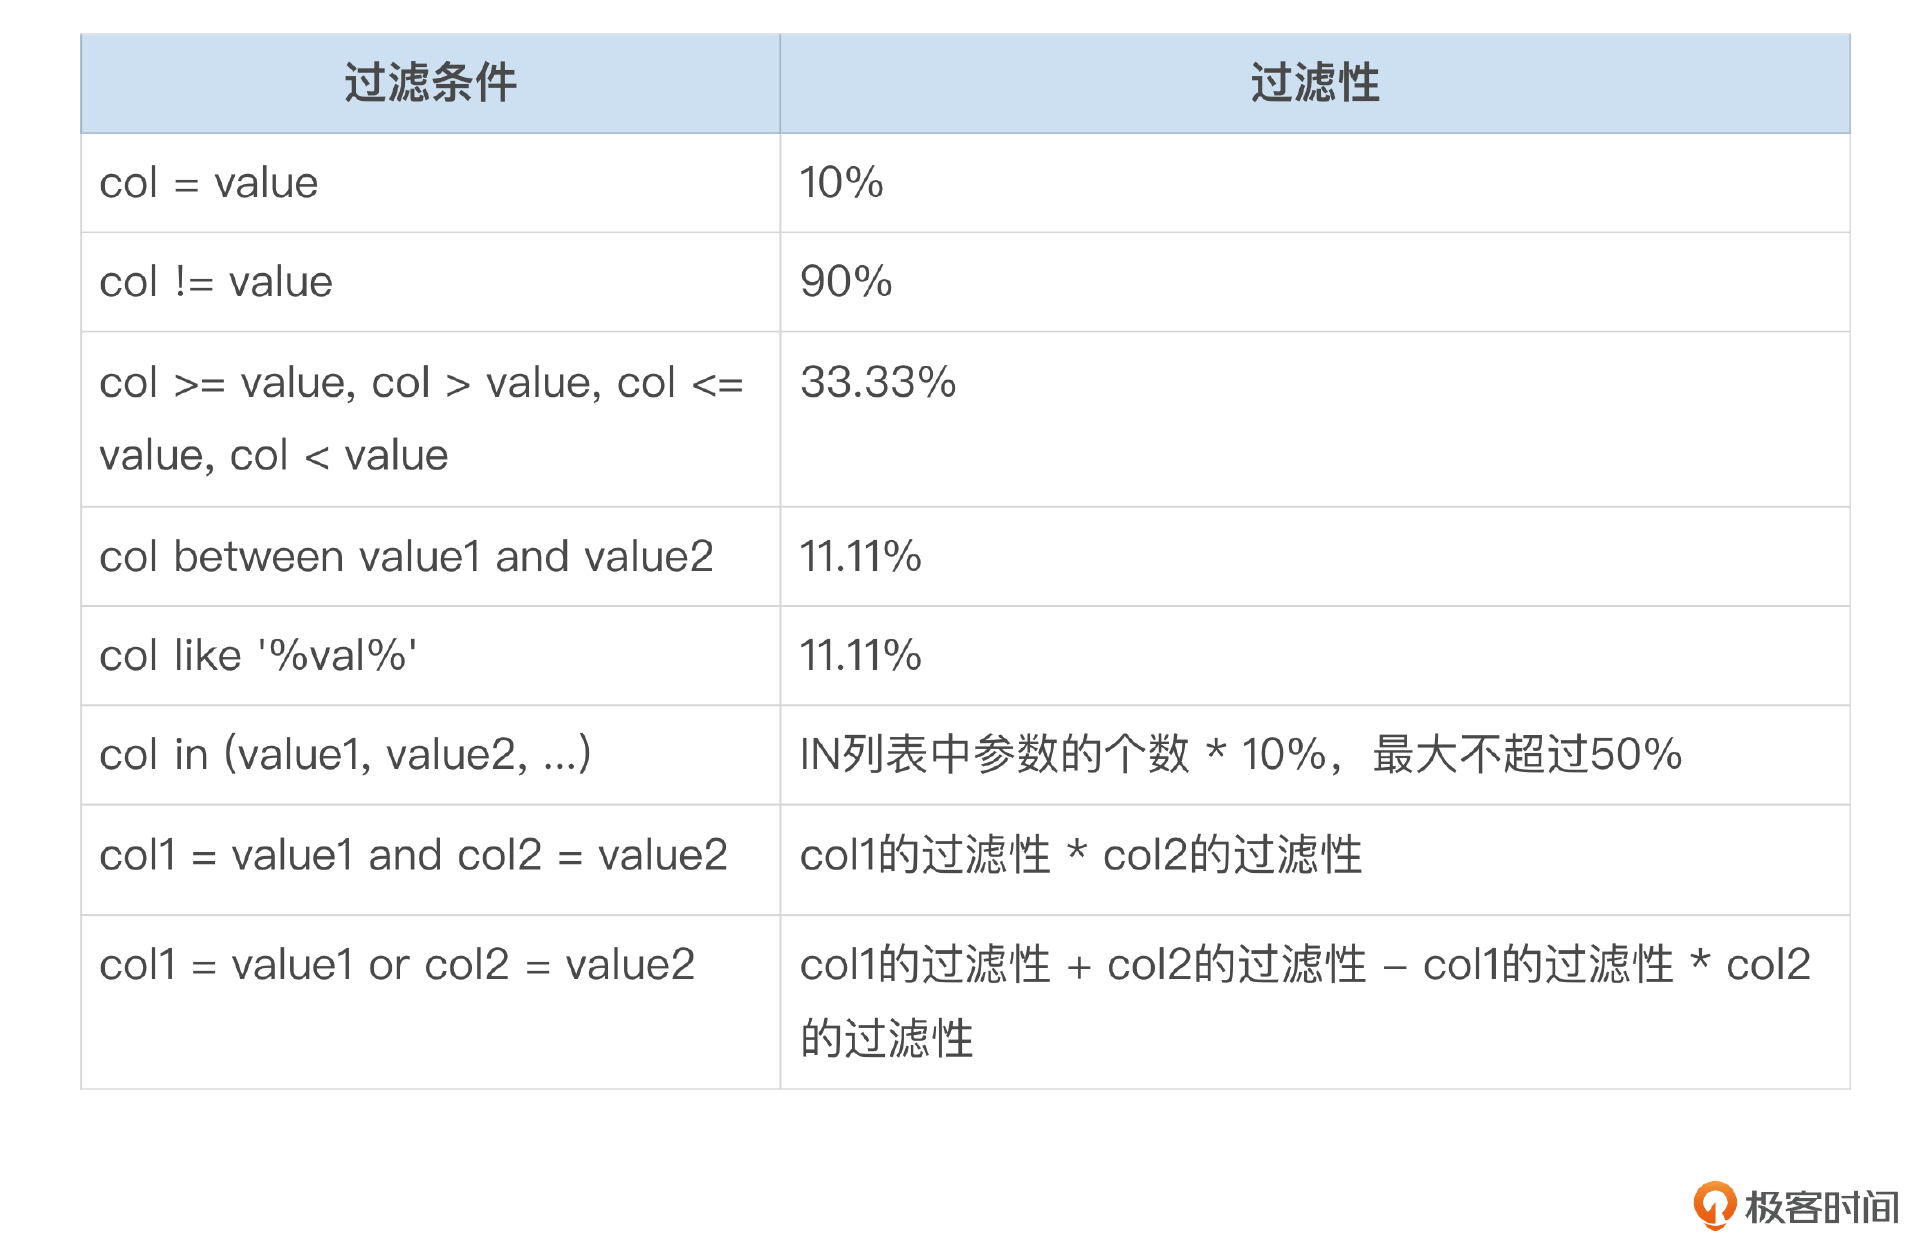 过滤条件 过滤性
col = value 10%
col != value 90%
col >= value, col > value, col <= 33.33%
value, col < value
col between value1 and value2 11.11%
col like '%val%' 11.11%
col in (value1, value2, ...) IN列表中参数的个数 * 10%，最大不超过50%
col1 = value1 and col2 = value2 col1的过滤性 * col2的过滤性
col1 = value1 or col2 = value2 col1的过滤性 + col2的过滤性 – col1的过滤性 * col2
的过滤性
极客时间